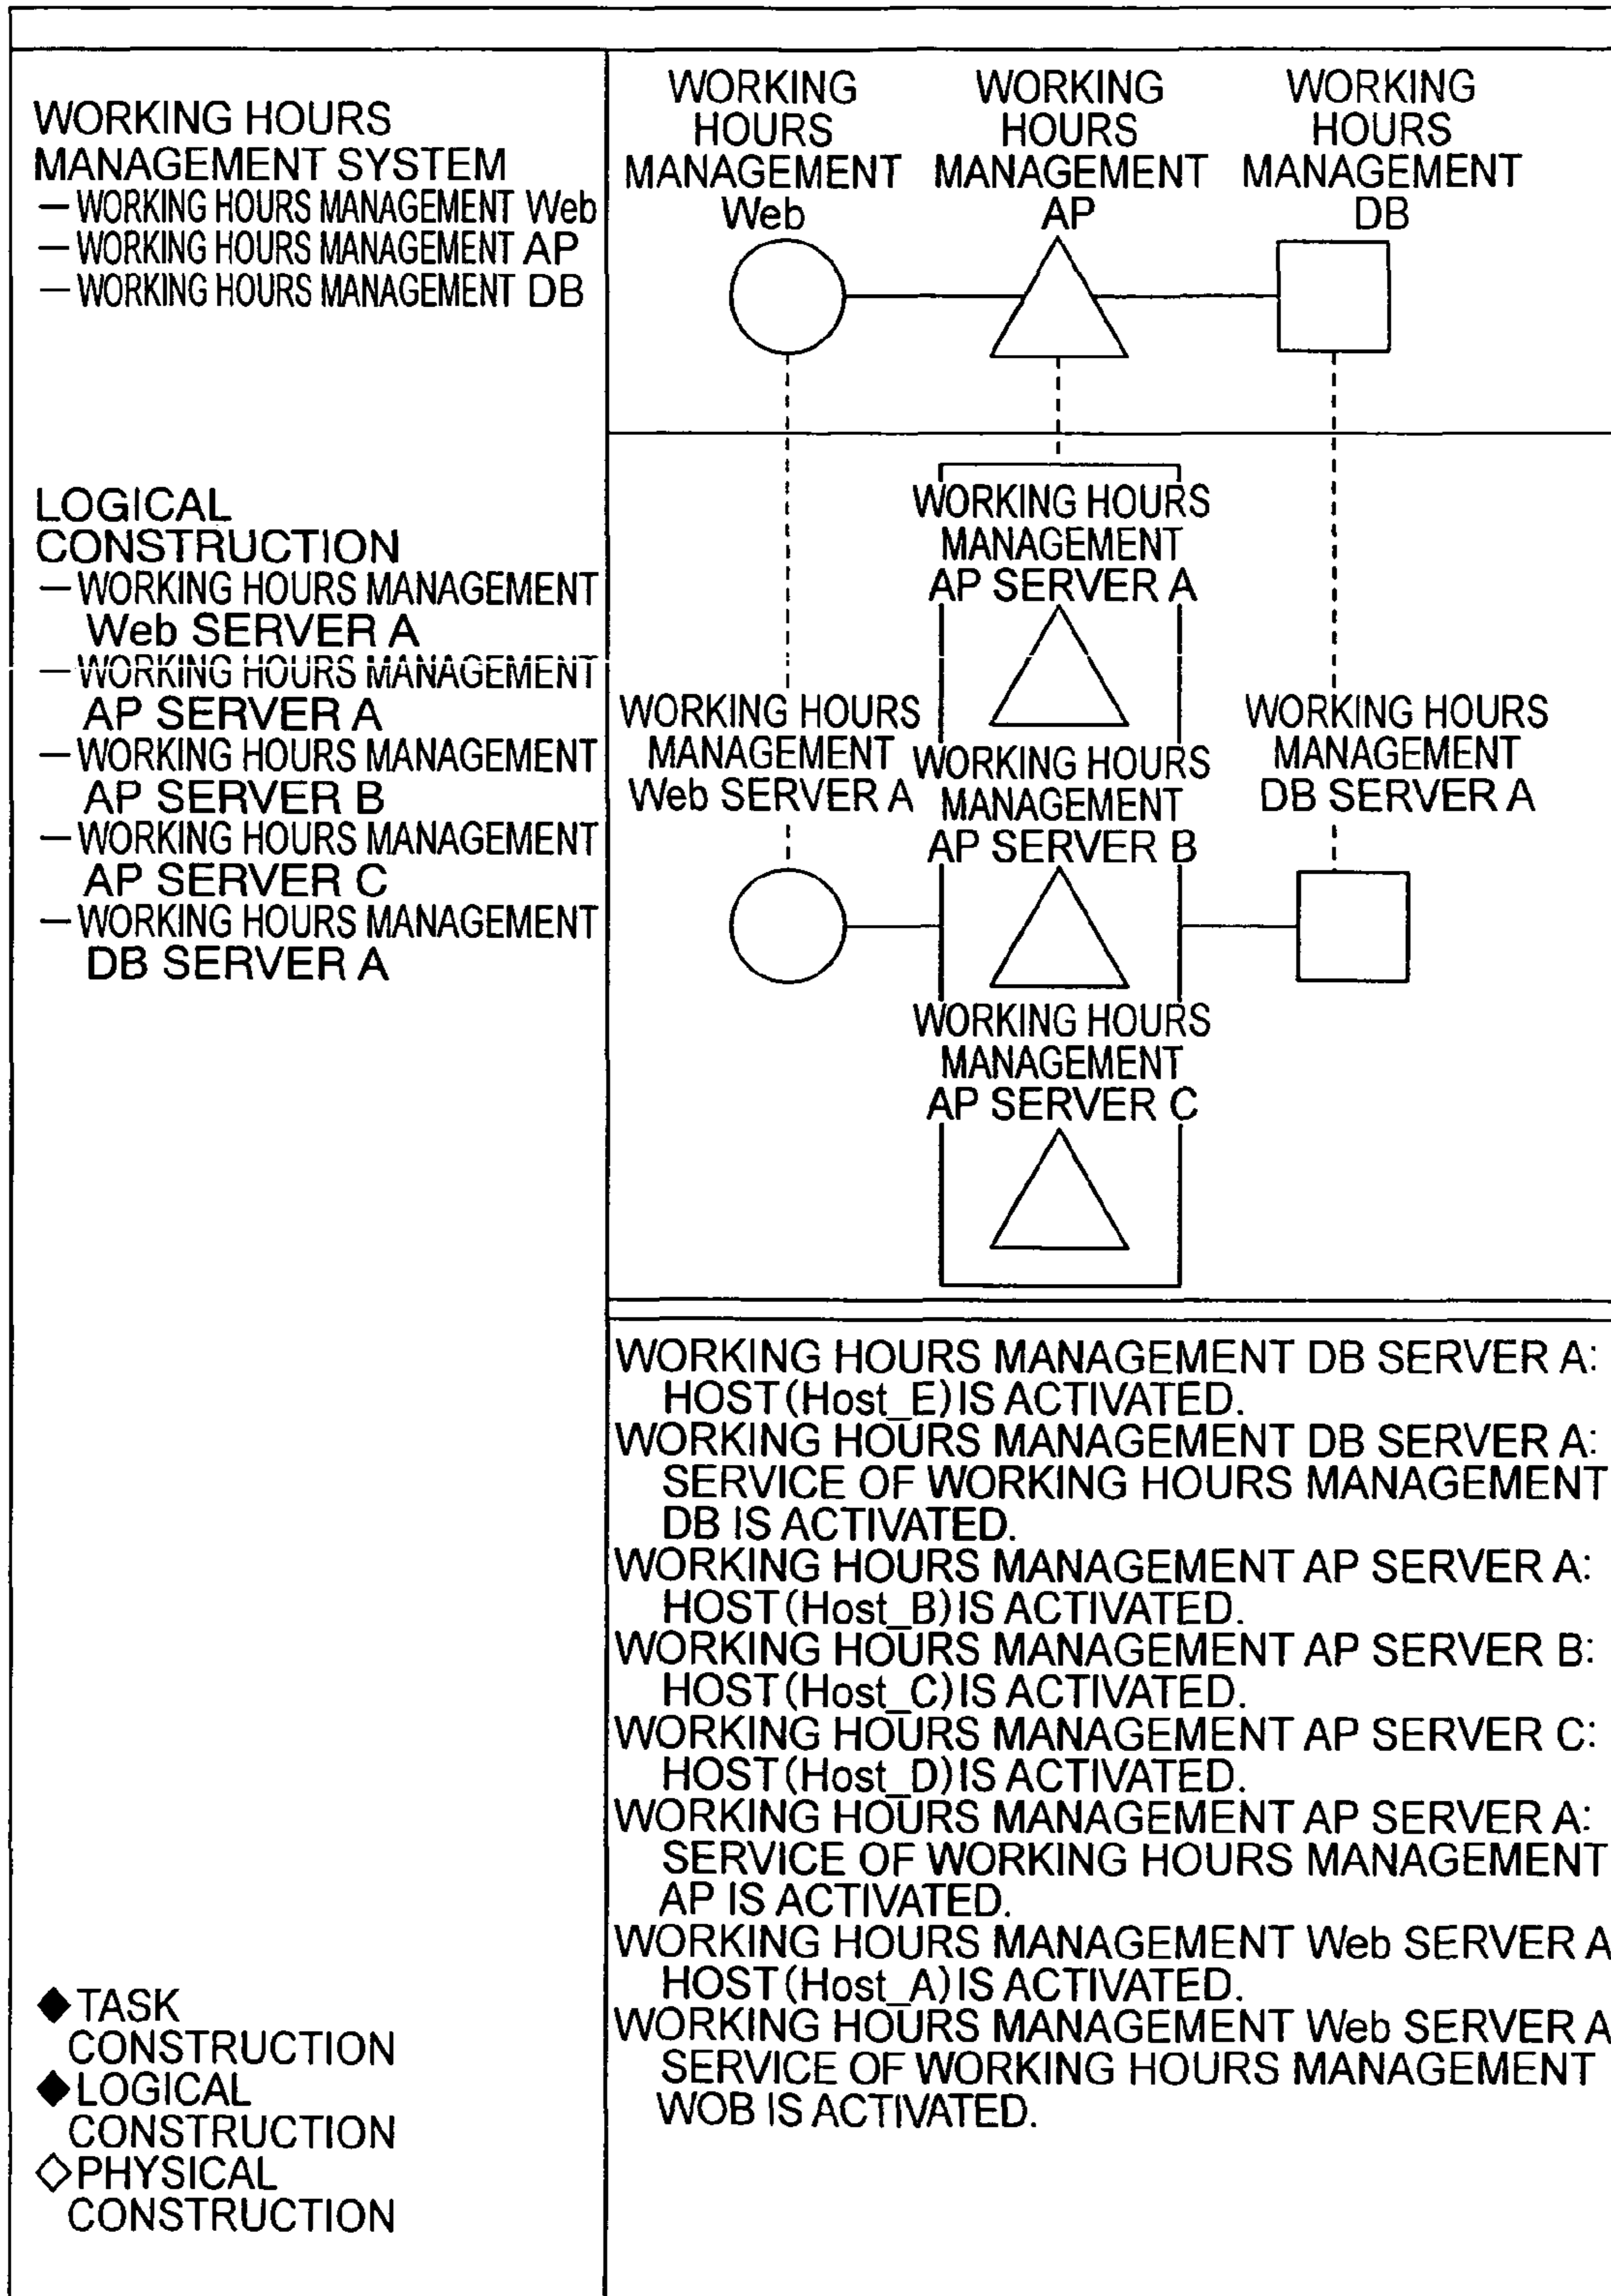 WORKING HOURS
MANAGEMENT SYSTEM
— WORKING HOURS MANAGEMENT Web
— WORKING HOURS MANAGEMENT AP
— WORKING HOURS MANAGEMENT DB
LOGICAL
CONSTRUCTION
— WORKING HOURS MANAGEMENT
Web SERVER A
— WORKING HOURS MANAGEMENT
AP SERVER A
— WORKING HOURS MANAGEMENT
AP SERVER B
— WORKING HOURS MANAGEMENT
AP SERVER C
— WORKING HOURS MANAGEMENT
DB SERVER A
◆TASK
CONSTRUCTION
◆LOGICAL
CONSTRUCTION
◇PHYSICAL
CONSTRUCTION
WORKING
HOURS
MANAGEMENT
Web
WORKING
HOURS
MANAGEMENT
AP
WORKING
HOURS
MANAGEMENT
DB
WORKING HOURS
MANAGEMENT
Web SERVER A
WORKING HOURS
MANAGEMENT
AP SERVER A
WORKING HOURS
MANAGEMENT
AP SERVER B
WORKING HOURS
MANAGEMENT
AP SERVER C
WORKING HOURS
MANAGEMENT
DB SERVER A
WORKING HOURS MANAGEMENT DB SERVER A:
HOST(Host_E)IS ACTIVATED.
WORKING HOURS MANAGEMENT DB SERVER A:
SERVICE OF WORKING HOURS MANAGEMENT
DB IS ACTIVATED.
WORKING HOURS MANAGEMENT AP SERVER A:
HOST(Host_B)IS ACTIVATED.
WORKING HOURS MANAGEMENT AP SERVER B:
HOST(Host_C)IS ACTIVATED.
WORKING HOURS MANAGEMENT AP SERVER C:
HOST(Host_D)IS ACTIVATED.
WORKING HOURS MANAGEMENT AP SERVER A:
SERVICE OF WORKING HOURS MANAGEMENT
AP IS ACTIVATED.
WORKING HOURS MANAGEMENT Web SERVER A
HOST(Host_A)IS ACTIVATED.
WORKING HOURS MANAGEMENT Web SERVER A
SERVICE OF WORKING HOURS MANAGEMENT
WOB IS ACTIVATED.